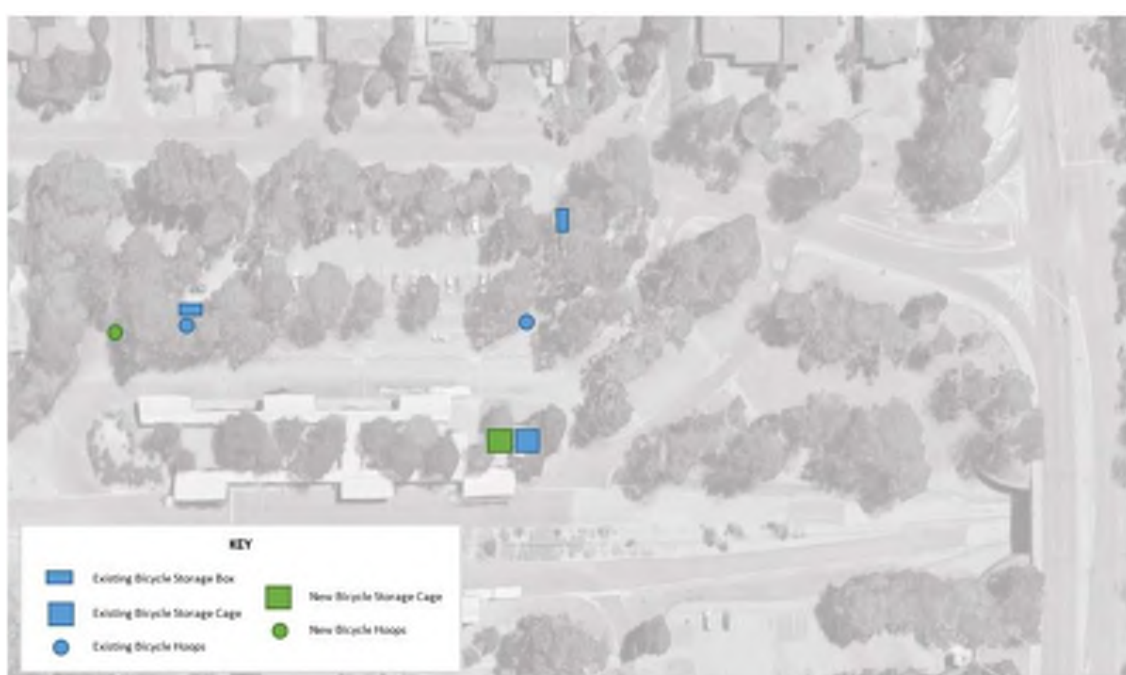 KEY
Existing Bicycle Storage Box
Existing Bicycle Storage Cage
Existing Bicycle Hoops
New Bicycle Storage Cage
New Bicycle Hoops